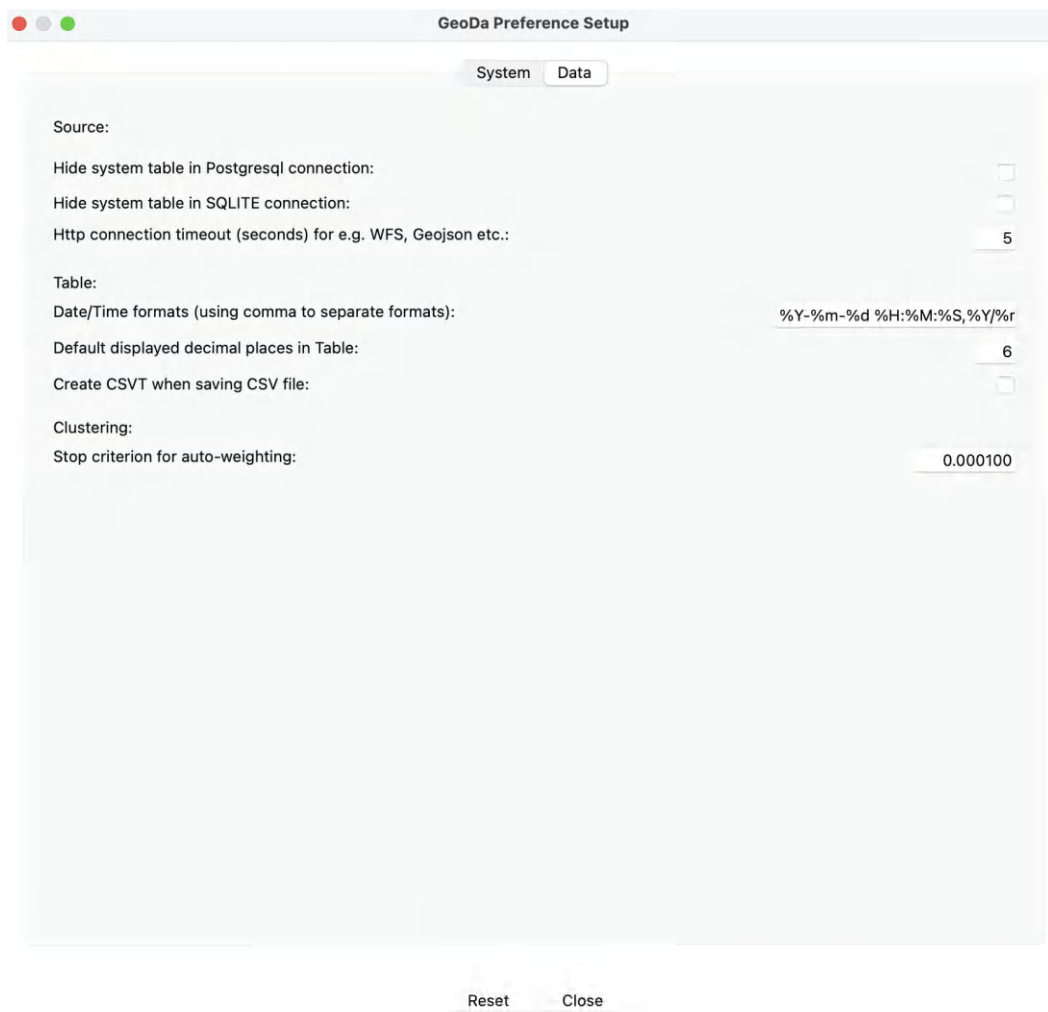 GeoDa Preference Setup
System Data
Source:
Hide system table in Postgresql connection:
Hide system table in SQLITE connection:
Http connection timeout (seconds) for e.g. WFS, Geojson etc.: 5
Table:
Date/Time formats (using comma to separate formats): %Y-%m-%d %H:%M:%S,%Y/%r
Default displayed decimal places in Table: 6
Create CSVT when saving CSV file:
Clustering:
Stop criterion for auto-weighting: 0.000100
Reset Close